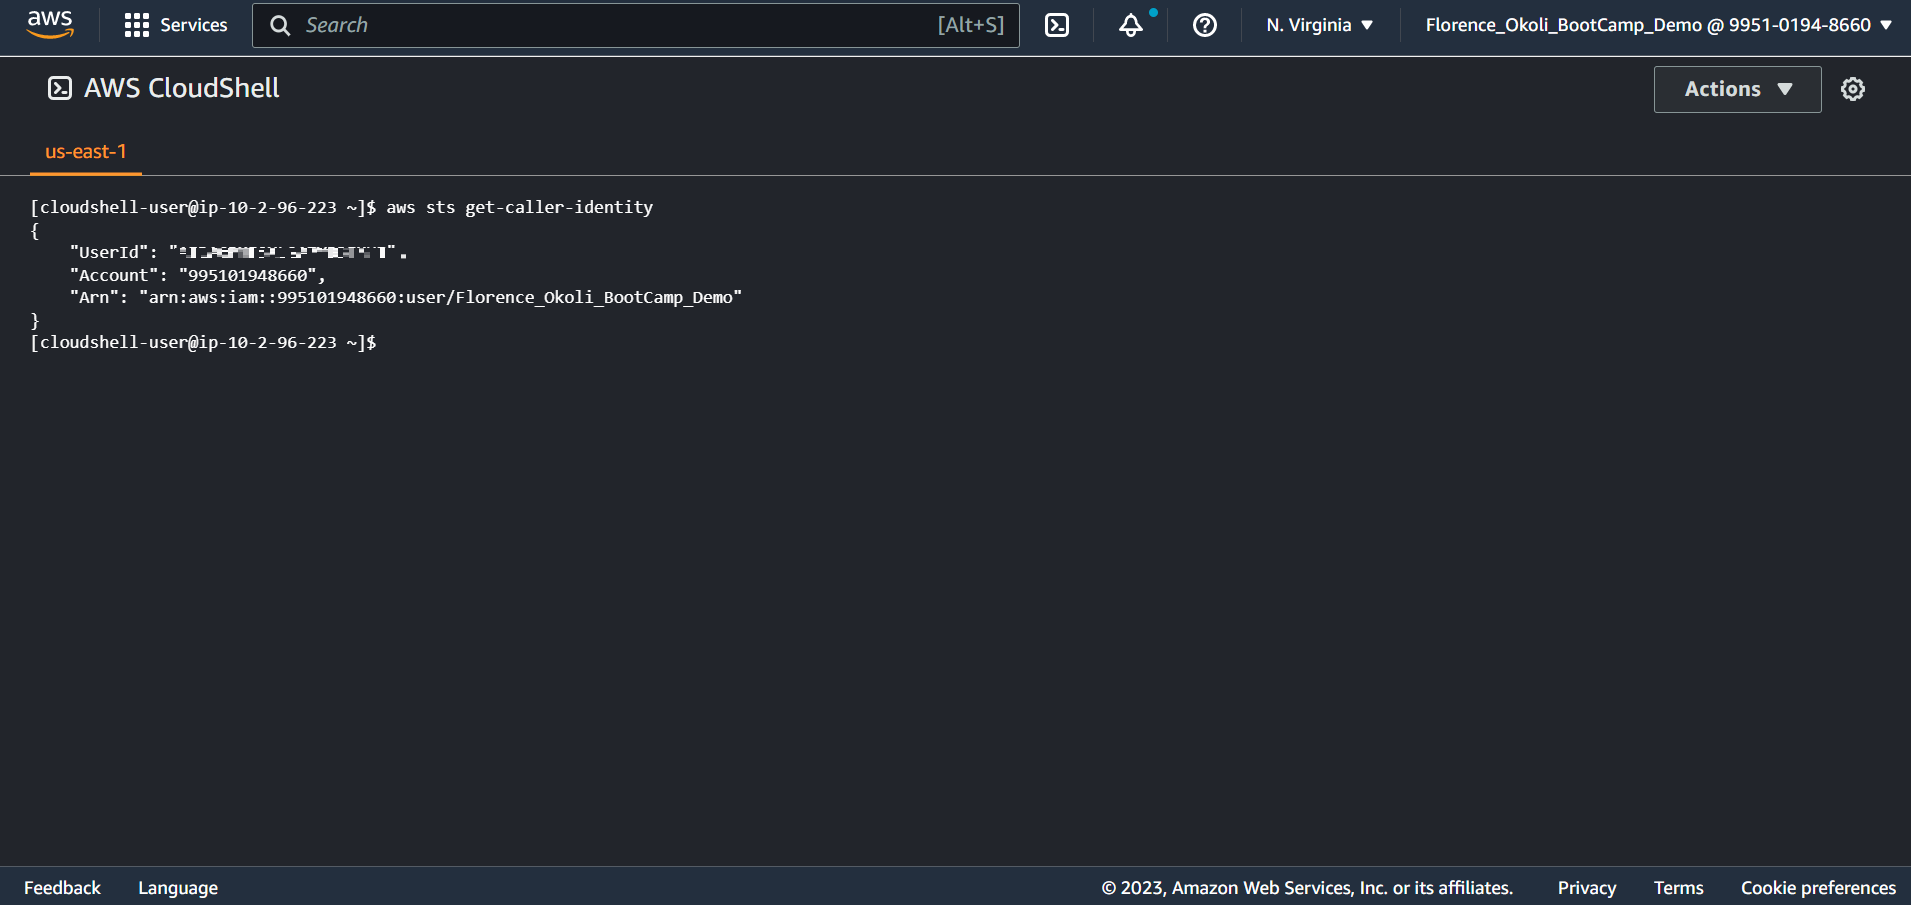 aws
Services
Search
[Alt+S]
N. Virginia
Florence_Okoli_BootCamp_Demo @ 9951-0194-8660
AWS CloudShell
Actions
us-east-1
[cloudshell-user@ip-10-2-96-223 ~]$ aws sts get-caller-identity
{
"UserId": "
"Account": "995101948660",
"Arn": "arn:aws:iam::995101948660:user/Florence_Okoli_BootCamp_Demo"
}
[cloudshell-user@ip-10-2-96-223 ~]$
Feedback
Language
© 2023, Amazon Web Services, Inc. or its affiliates.
Privacy
Terms
Cookie preferences